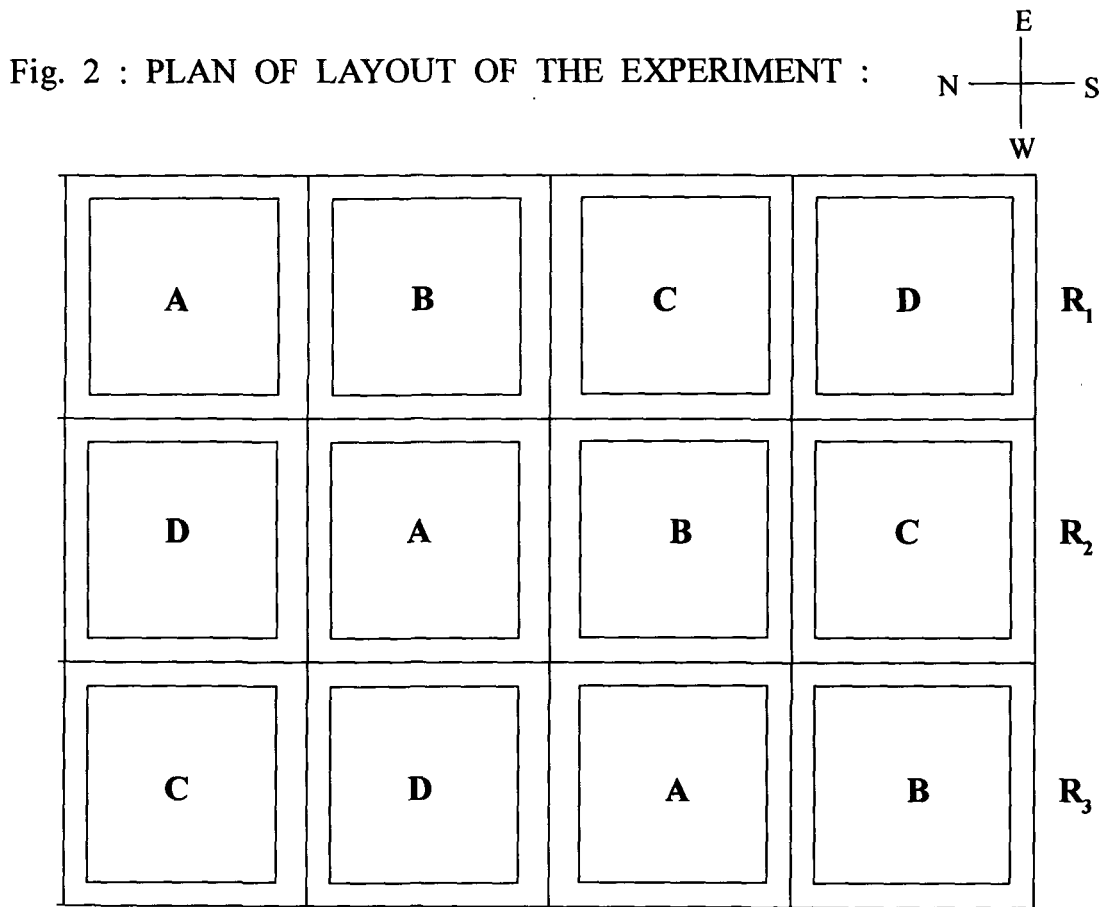 E
Fig. 2 : PLAN OF LAYOUT OF THE EXPERIMENT :
N S
W
A B C D R₁
D A B C R₂
C D A B R₃